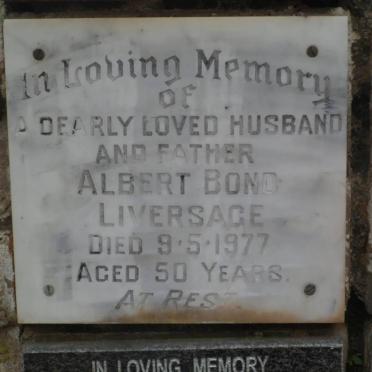 In Loving Memory
of
A DEARLY LOVED HUSBAND
AND FATHER
ALBERT BOND
LIVERSAGE
DIED 9·5·1977
AGED 50 YEARS.
AT REST.
IN LOVING MEMORY